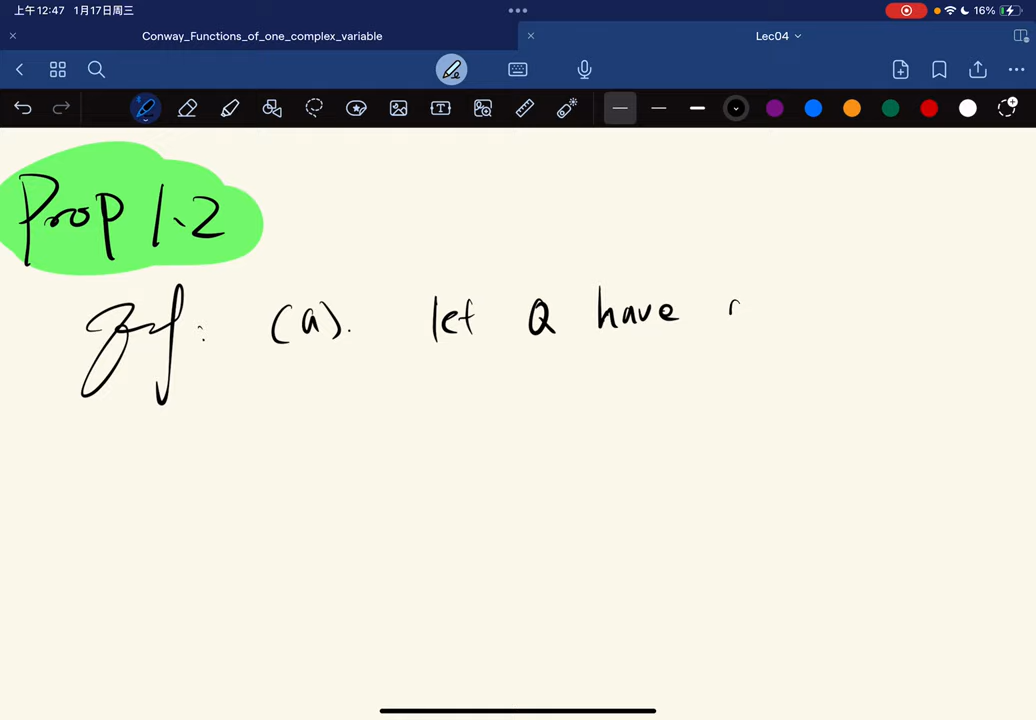 上午12:47 1月17日周三
16%
Conway_Functions_of_one_complex_variable
Lec04
Prop 1.2
(a). let Q have